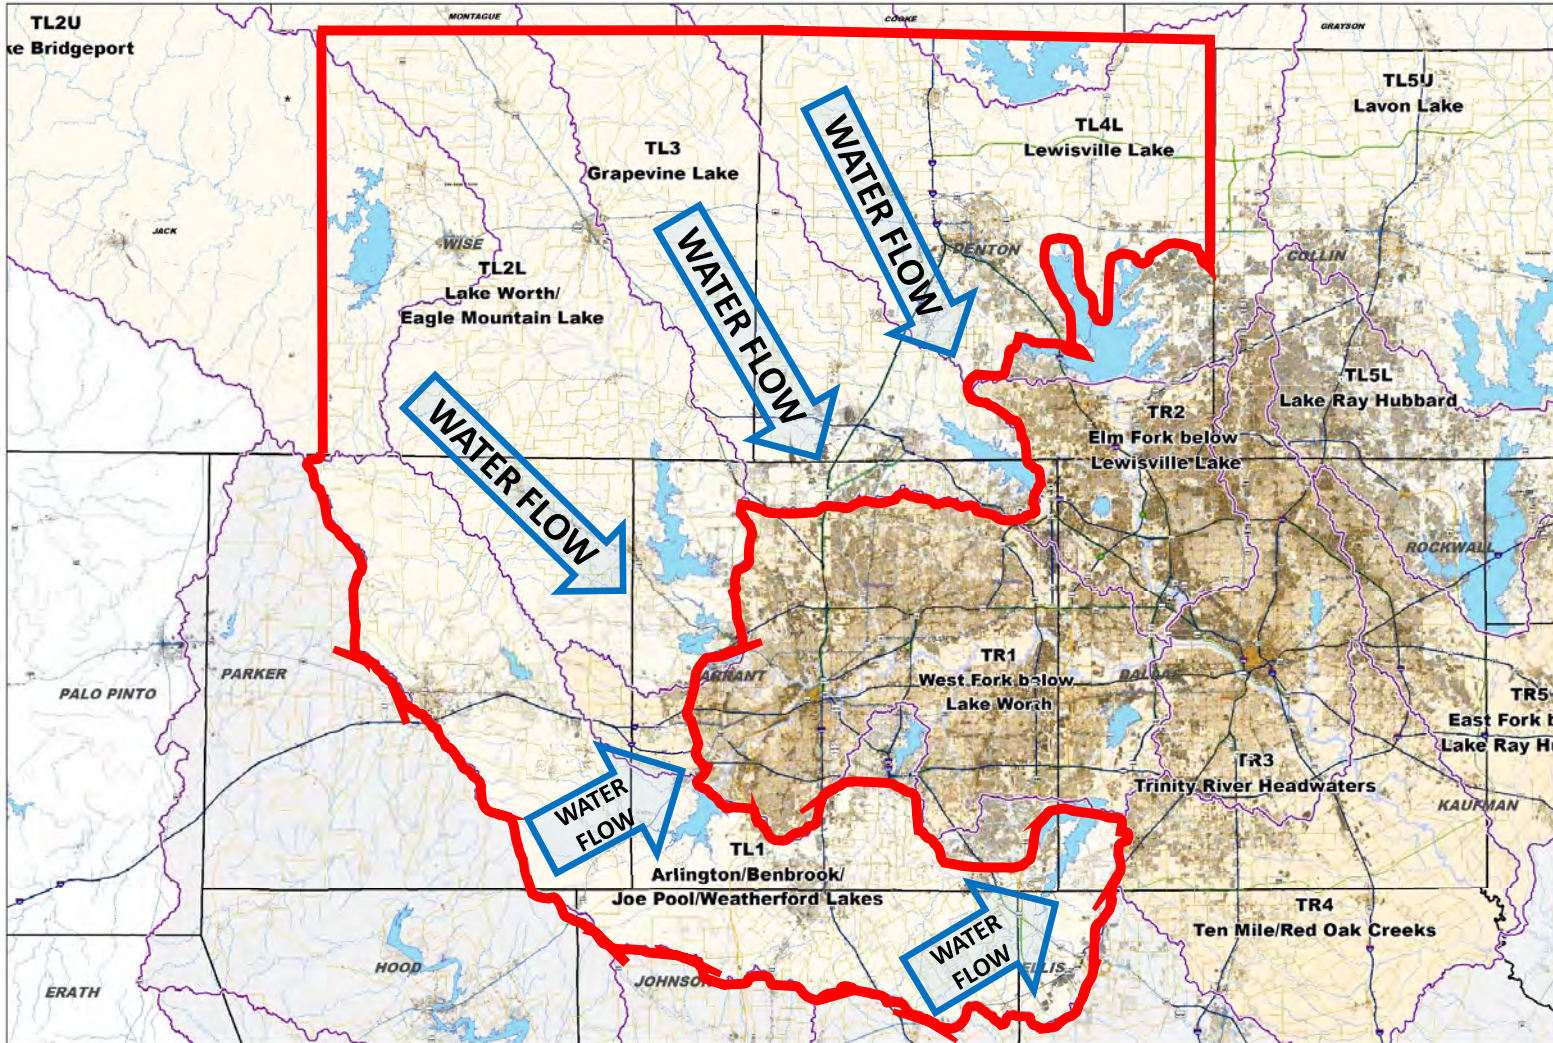 MONTAGUE
COOKE
GRAYSON
TL2U
ke Bridgeport
*
TL5U
Lavon Lake
TL4L
Lewisville Lake
TL3
Grapevine Lake
WATER FLOW
JACK
WISE
DENTON
COLLIN
TL2L
Lake Worth/
Eagle Mountain Lake
WATER FLOW
TL5L
Lake Ray Hubbard
TR2
Elm Fork below
Lewisville Lake
WATER FLOW
ROCKWALL
PALO PINTO
PARKER
ARRANT
TR1
West Fork below
Lake Worth
TR5
East Fork b
Lake Ray Hu
TR3
Trinity River Headwaters
KAUFMAN
WATER
FLOW
TL1
Arlington/Benbrook/
Joe Pool/Weatherford Lakes
TR4
Ten Mile/Red Oak Creeks
WATER
FLOW
ELLIS
HOOD
JOHNSON
ERATH